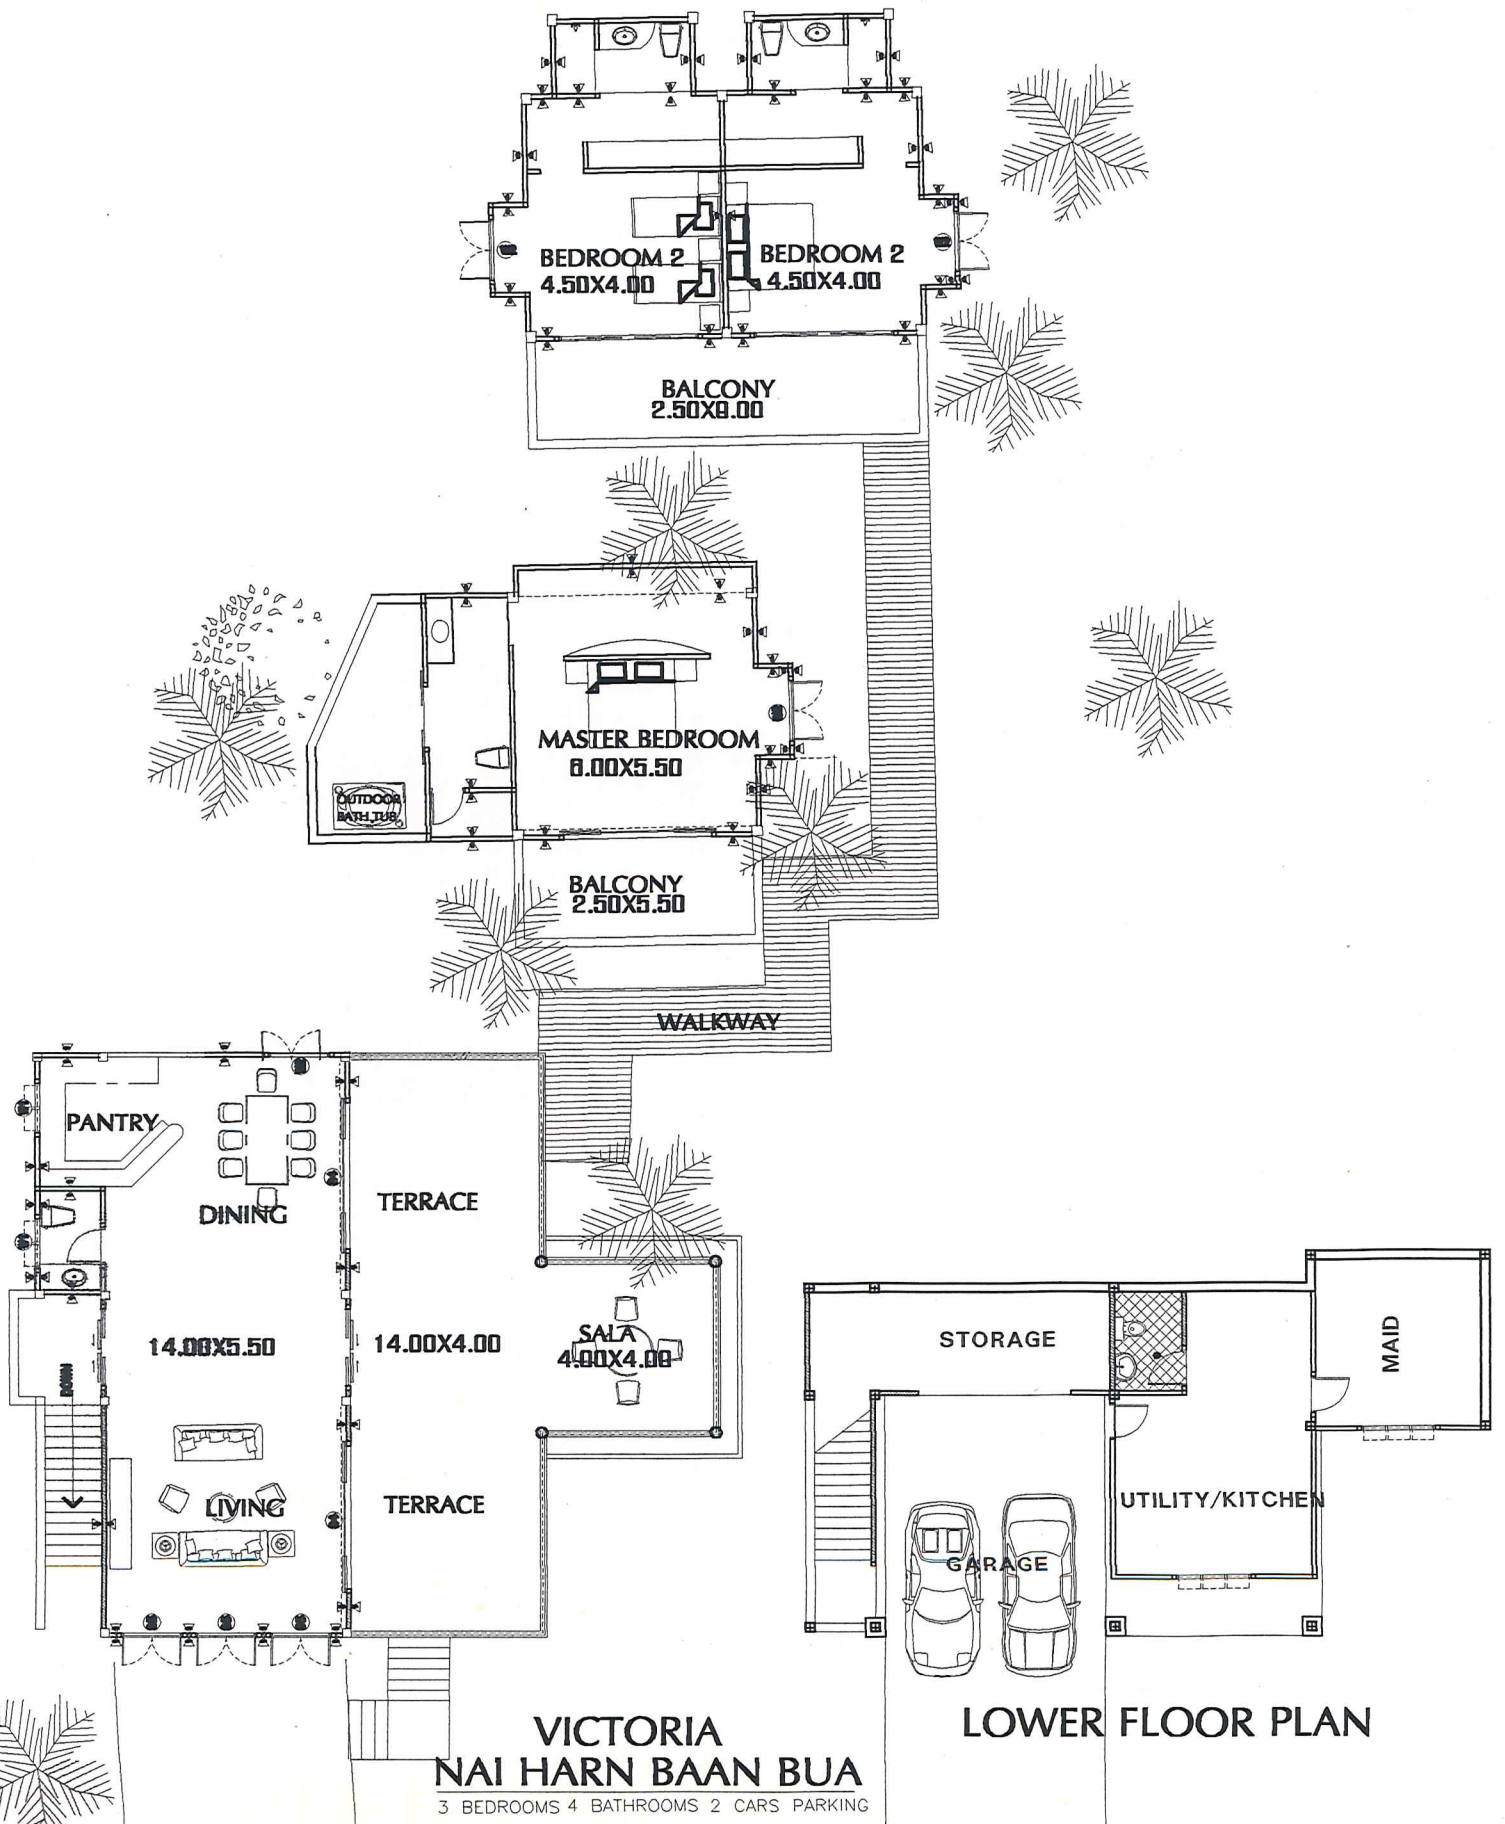 BEDROOM 2
4.50X4.00
BEDROOM 2
4.50X4.00
BALCONY
2.50X8.00
MASTER BEDROOM
6.00X5.50
OUTDOOR
BATH TUB
BALCONY
2.50X5.50
WALKWAY
PANTRY
DINING
TERRACE
14.00X5.50
14.00X4.00
SALA
4.00X4.00
DOWN
LIVING
TERRACE
STORAGE
MAID
UTILITY/KITCHEN
GARAGE
LOWER FLOOR PLAN
VICTORIA
NAI HARN BAAN BUA
3 BEDROOMS 4 BATHROOMS 2 CARS PARKING